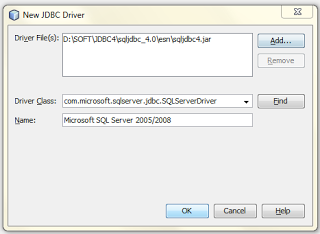 New JDBC Driver
Driver File(s):
D:\SOFT\JDBC4\sqljdbc_4.0\esn\sqljdbc4.jar
Add...
Remove
Driver Class:
com.microsoft.sqlserver.jdbc.SQLServerDriver
Find
Name:
Microsoft SQL Server 2005/2008
OK
Cancel
Help